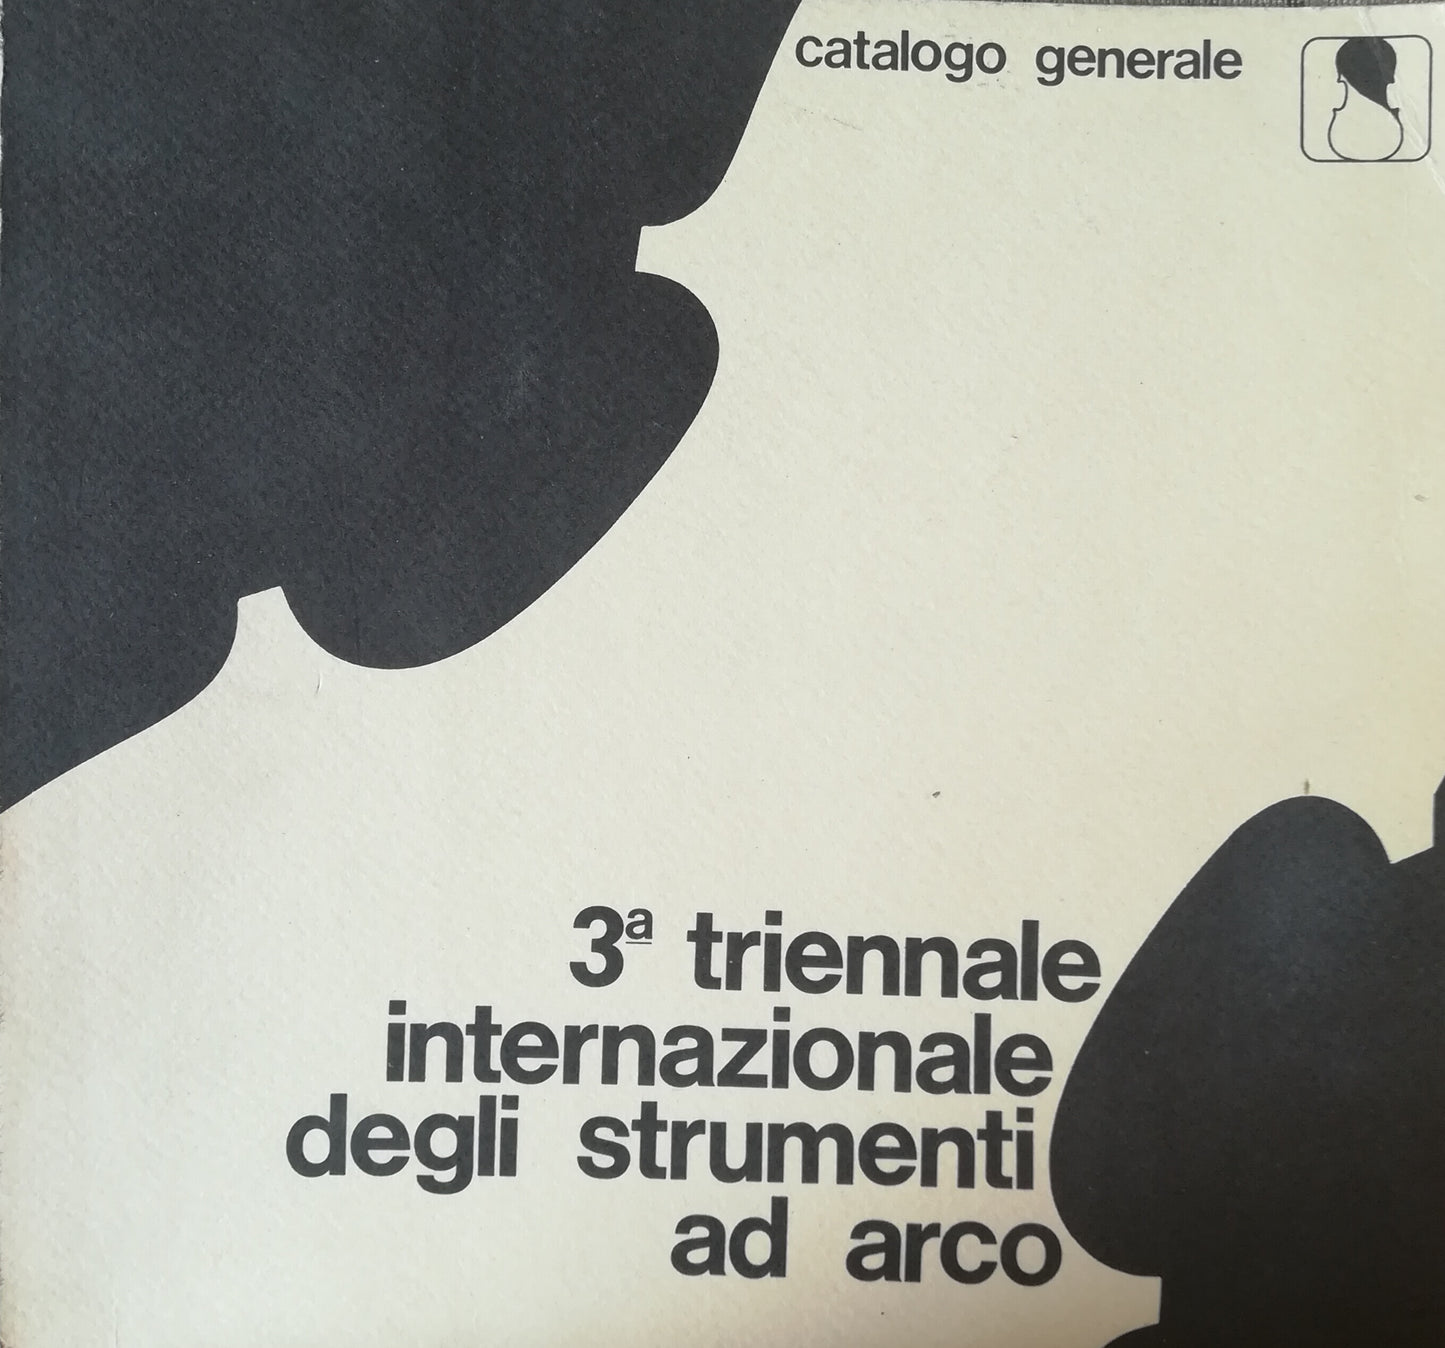 catalogo generale
3ª triennale
internazionale
degli strumenti
ad arco